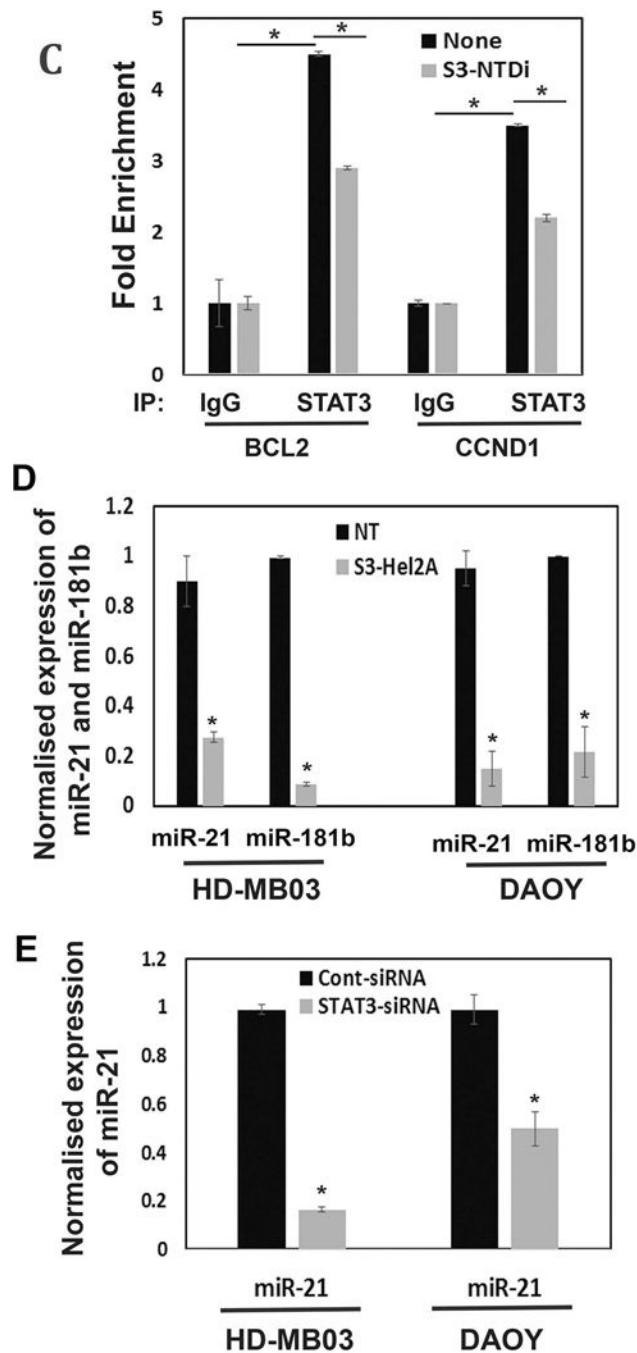 C
Fold Enrichment
5
4
3
2
1
0
* * * *
None
S3-NTDi
IP: IgG STAT3 IgG STAT3
BCL2 CCND1
D
Normalised expression of
miR-21 and miR-181b
1.2
1
0.8
0.6
0.4
0.2
0
NT
S3-Hel2A
* * * *
miR-21 miR-181b miR-21 miR-181b
HD-MB03 DAOY
E
Normalised expression
of miR-21
1.2
1
0.8
0.6
0.4
0.2
0
Cont-siRNA
STAT3-siRNA
* *
miR-21 miR-21
HD-MB03 DAOY